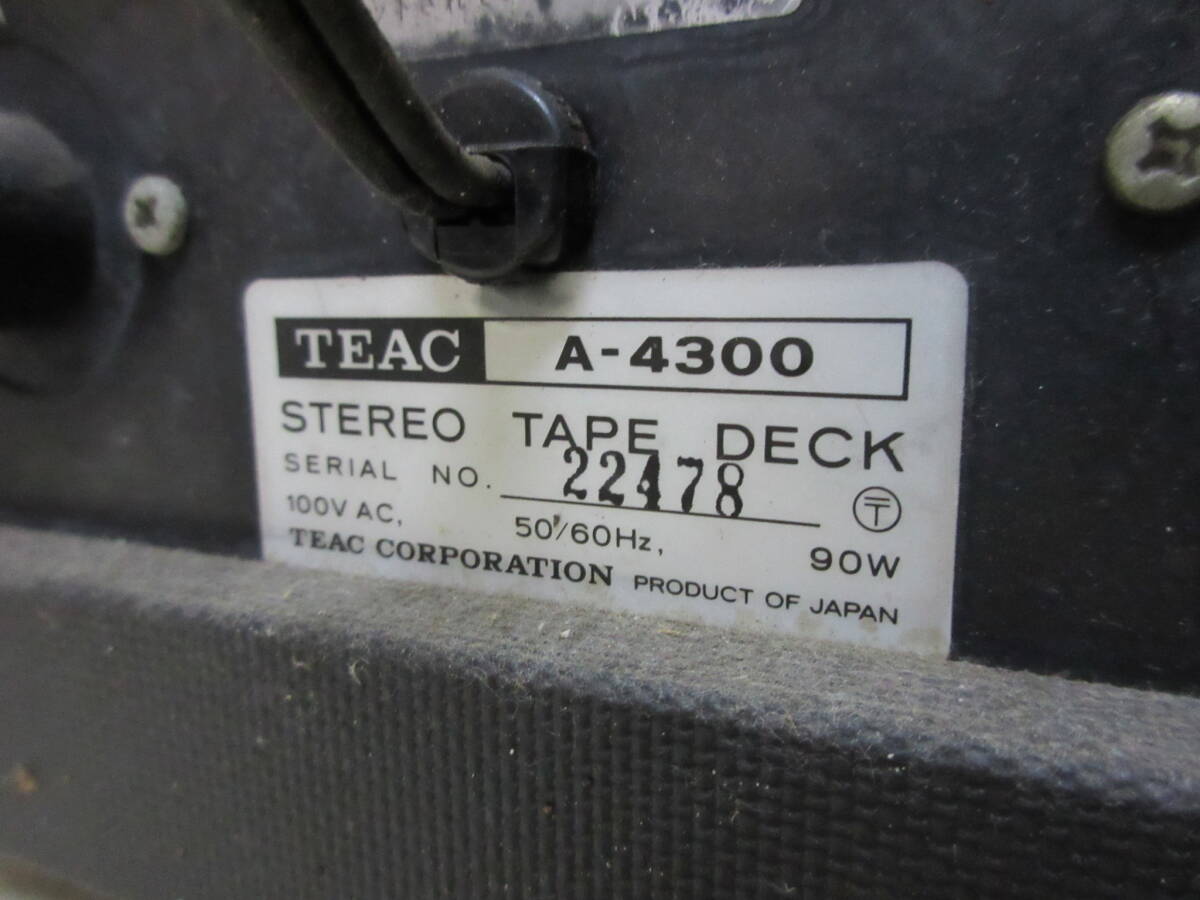 TEAC A-4300
STEREO TAPE DECK
SERIAL NO. 22478
100V AC, 50/60Hz, 90W
TEAC CORPORATION PRODUCT OF JAPAN